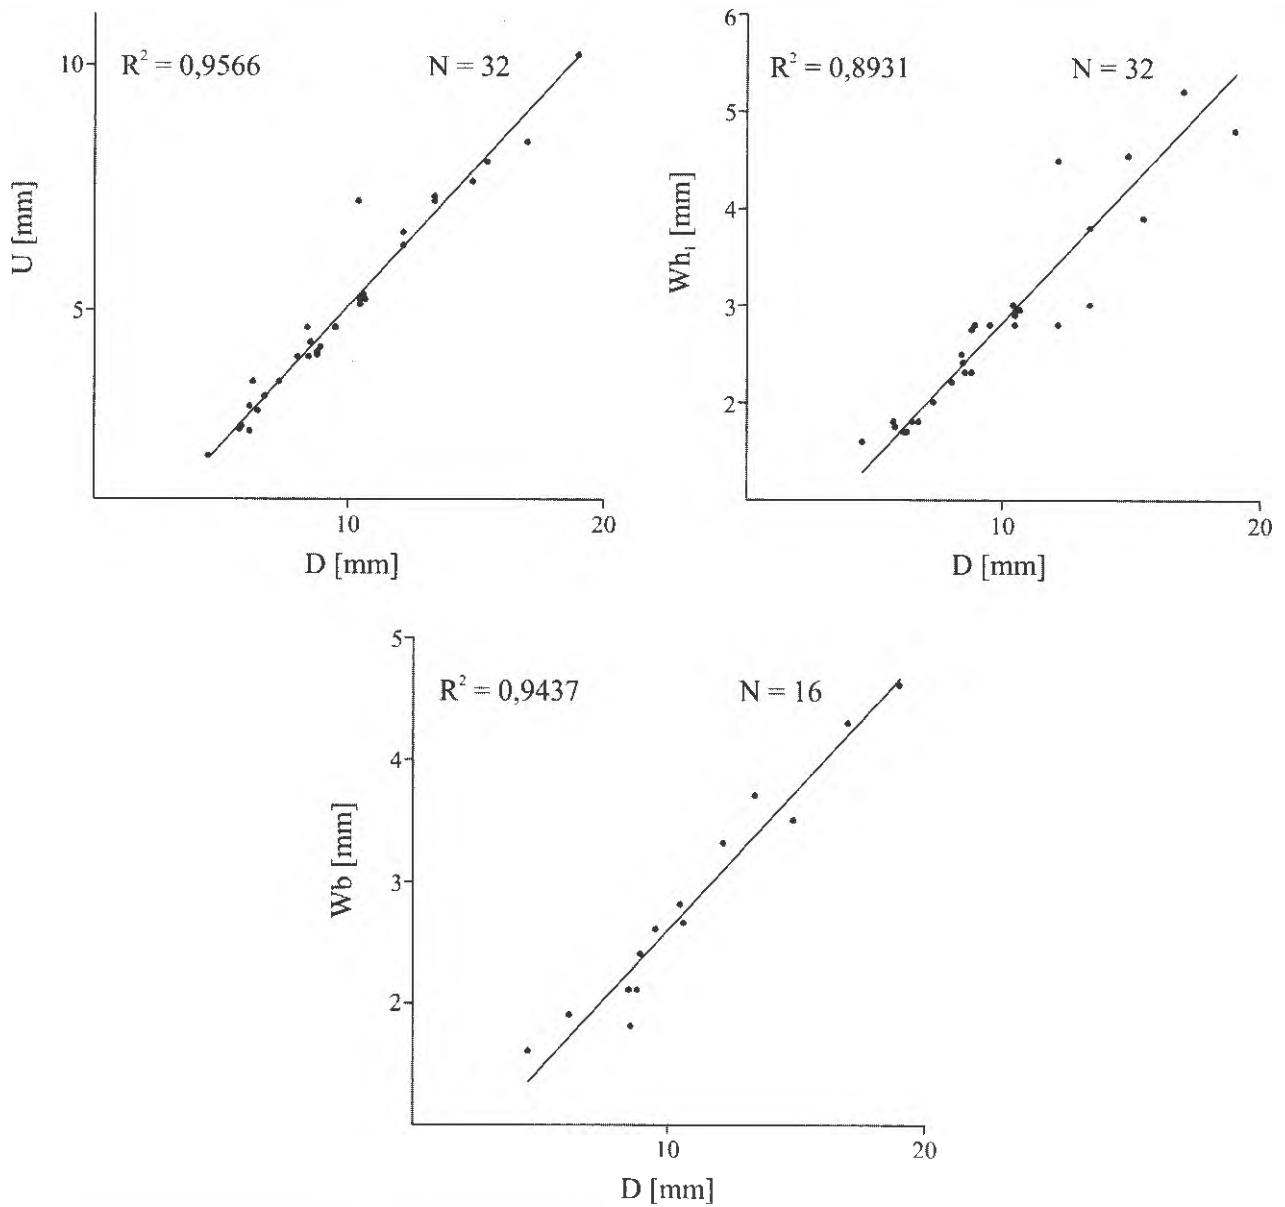 R² = 0,9566 N = 32
10
5
U [mm]
10 20
D [mm]
R² = 0,8931 N = 32
6
5
4
3
2
Wh₁ [mm]
10 20
D [mm]
R² = 0,9437 N = 16
5
4
3
2
Wb [mm]
10 20
D [mm]